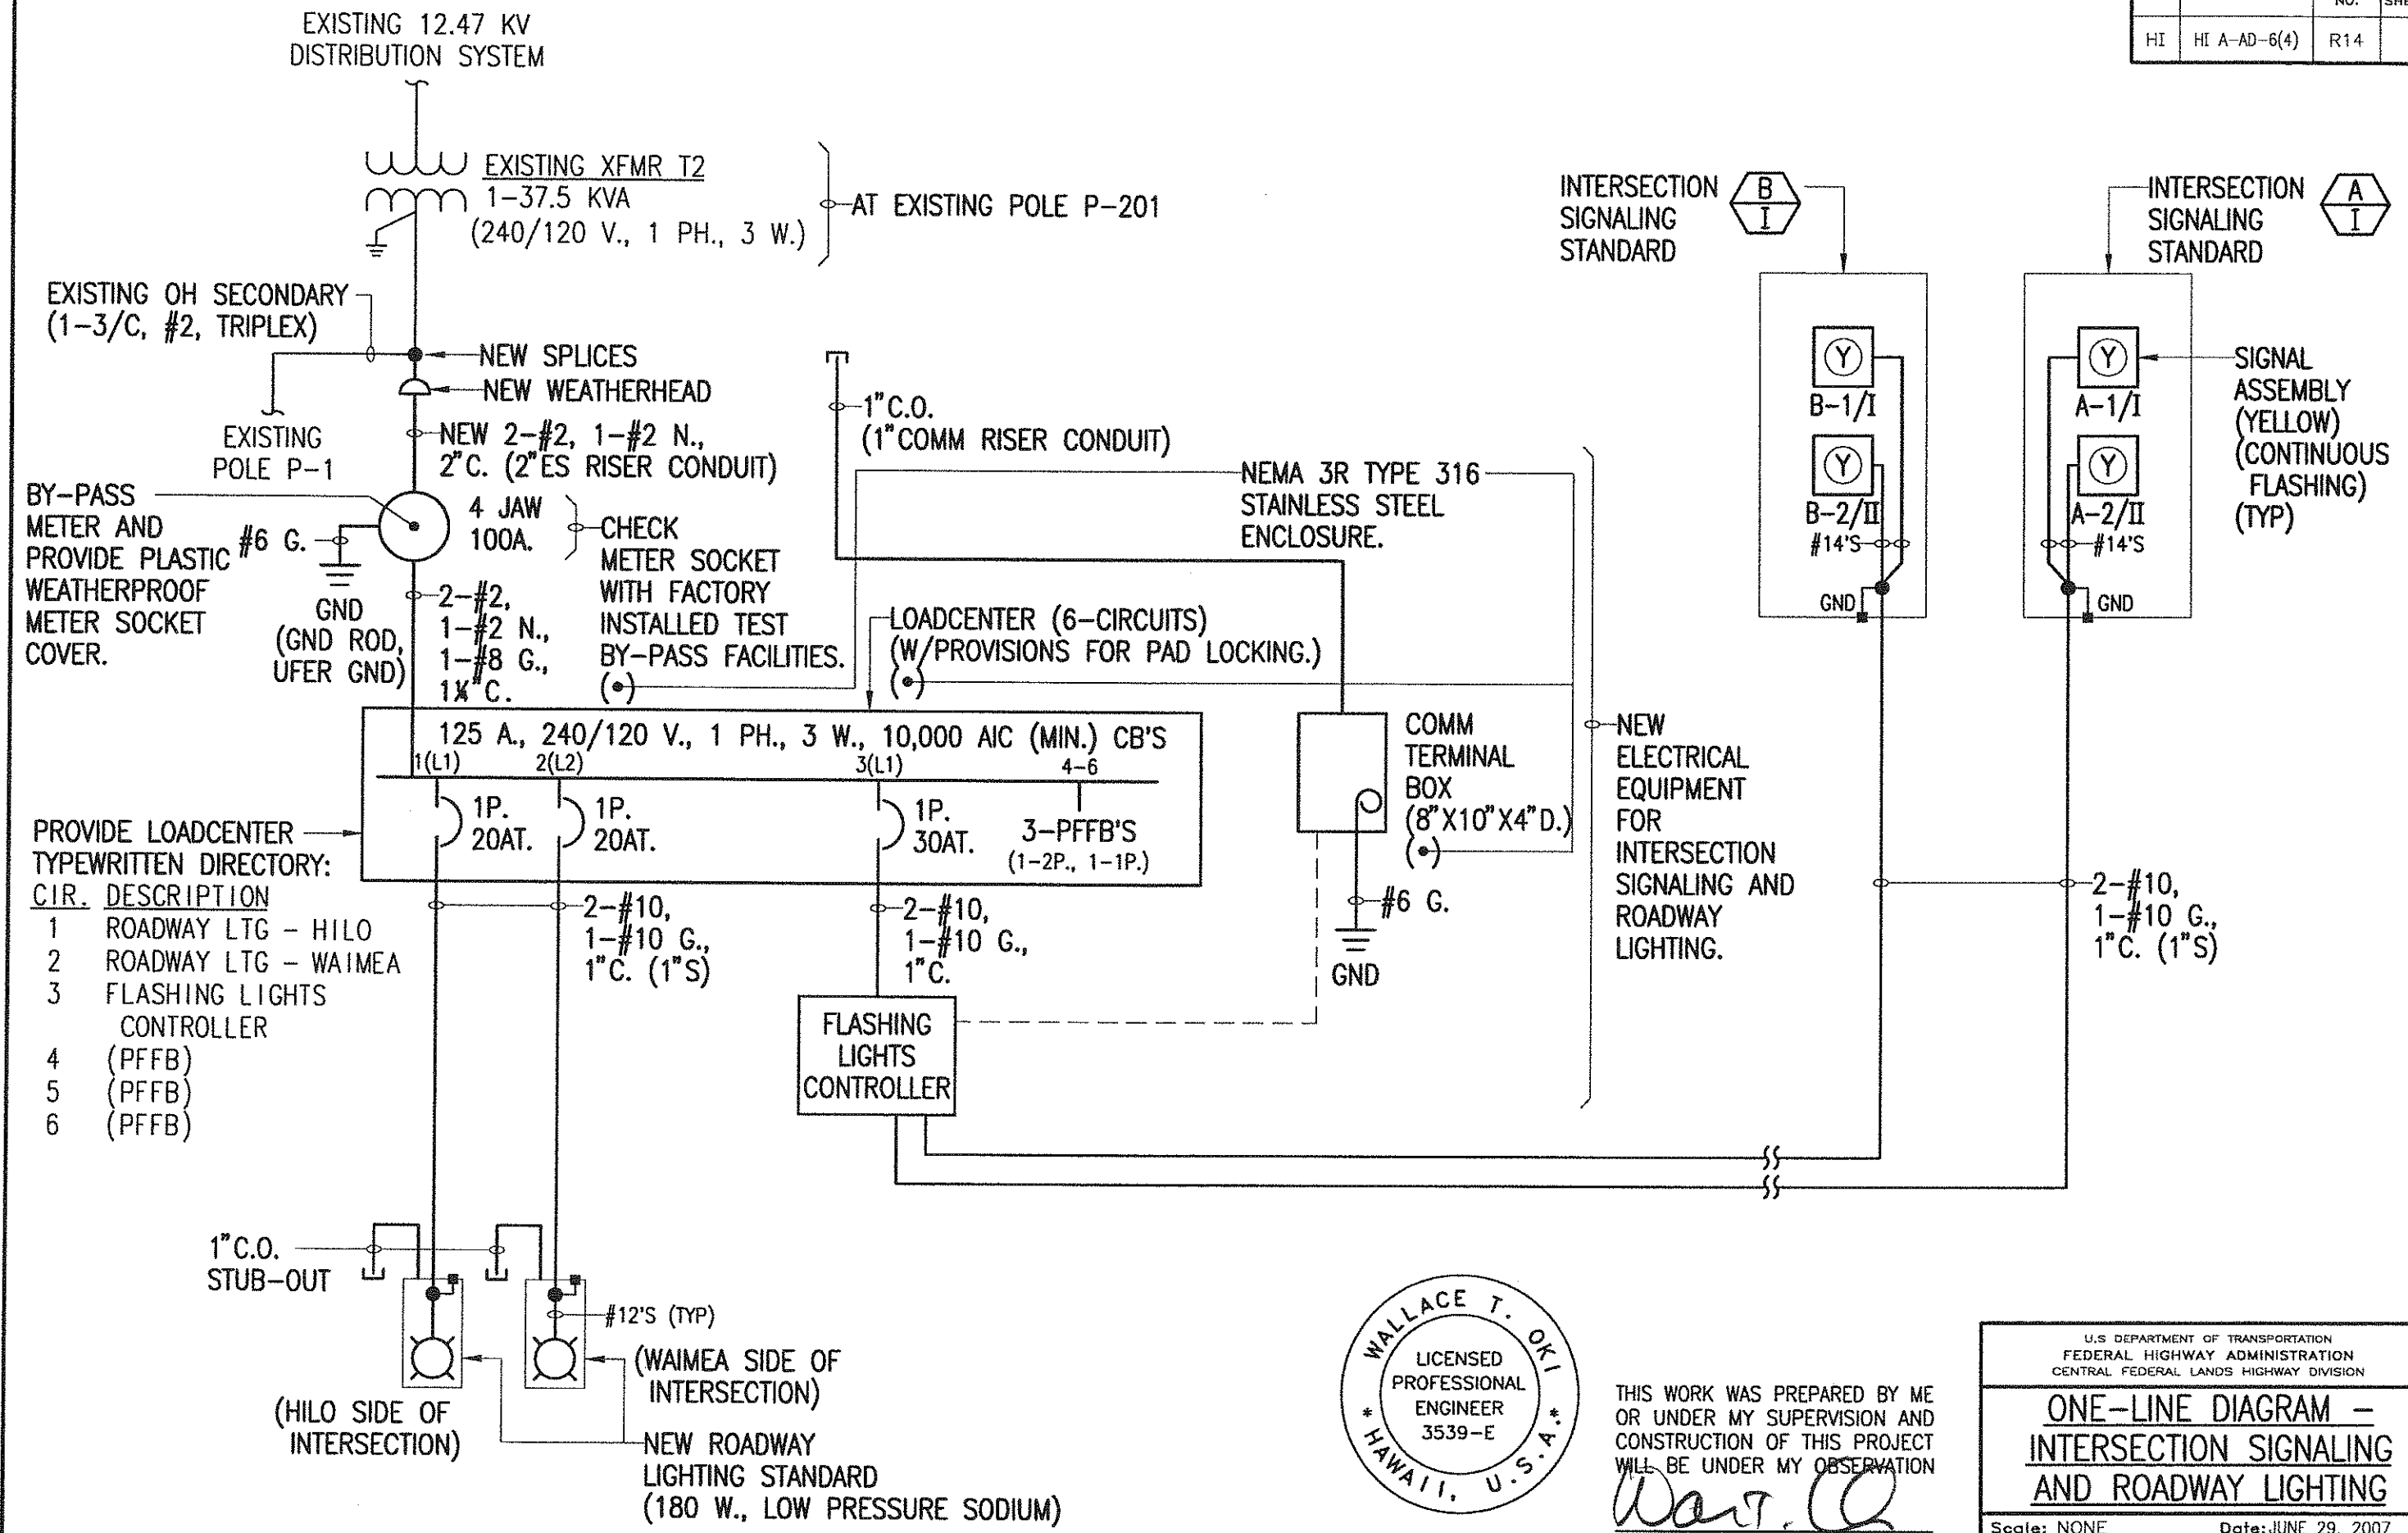 NO.
HI HI A-AD-6(4) R14
EXISTING 12.47 KV
DISTRIBUTION SYSTEM
EXISTING XFMR T2
1-37.5 KVA
(240/120 V., 1 PH., 3 W.)
AT EXISTING POLE P-201
INTERSECTION
SIGNALING
STANDARD
B
I
INTERSECTION
SIGNALING
STANDARD
A
I
EXISTING OH SECONDARY
(1-3/C, #2, TRIPLEX)
NEW SPLICES
NEW WEATHERHEAD
EXISTING
POLE P-1
NEW 2-#2, 1-#2 N.,
2"C. (2"ES RISER CONDUIT)
1"C.O.
(1"COMM RISER CONDUIT)
Y
B-1/I
Y
B-2/II
#14'S
GND
Y
A-1/I
Y
A-2/II
#14'S
GND
SIGNAL
ASSEMBLY
(YELLOW)
(CONTINUOUS
FLASHING)
(TYP)
BY-PASS
METER AND
PROVIDE PLASTIC
WEATHERPROOF
METER SOCKET
COVER.
#6 G.
GND
(GND ROD,
UFER GND)
4 JAW
100A.
CHECK
METER SOCKET
WITH FACTORY
INSTALLED TEST
BY-PASS FACILITIES.
NEMA 3R TYPE 316
STAINLESS STEEL
ENCLOSURE.
2-#2,
1-#2 N.,
1-#8 G.,
1¼"C.
LOADCENTER (6-CIRCUITS)
(W/PROVISIONS FOR PAD LOCKING.)
125 A., 240/120 V., 1 PH., 3 W., 10,000 AIC (MIN.) CB'S
1(L1) 2(L2) 3(L1) 4-6
1P.
20AT.
1P.
20AT.
1P.
30AT.
3-PFFB'S
(1-2P., 1-1P.)
COMM
TERMINAL
BOX
(8"X10"X4"D.)
#6 G.
GND
NEW
ELECTRICAL
EQUIPMENT
FOR
INTERSECTION
SIGNALING AND
ROADWAY
LIGHTING.
PROVIDE LOADCENTER
TYPEWRITTEN DIRECTORY:
CIR. DESCRIPTION
1 ROADWAY LTG - HILO
2 ROADWAY LTG - WAIMEA
3 FLASHING LIGHTS
CONTROLLER
4 (PFFB)
5 (PFFB)
6 (PFFB)
2-#10,
1-#10 G.,
1"C. (1"S)
2-#10,
1-#10 G.,
1"C.
2-#10,
1-#10 G.,
1"C. (1"S)
FLASHING
LIGHTS
CONTROLLER
1"C.O.
STUB-OUT
#12'S (TYP)
(WAIMEA SIDE OF
INTERSECTION)
(HILO SIDE OF
INTERSECTION)
NEW ROADWAY
LIGHTING STANDARD
(180 W., LOW PRESSURE SODIUM)
WALLACE T. OKI
LICENSED
PROFESSIONAL
ENGINEER
3539-E
* HAWAII, U.S.A. *
THIS WORK WAS PREPARED BY ME
OR UNDER MY SUPERVISION AND
CONSTRUCTION OF THIS PROJECT
WILL BE UNDER MY OBSERVATION
U.S DEPARTMENT OF TRANSPORTATION
FEDERAL HIGHWAY ADMINISTRATION
CENTRAL FEDERAL LANDS HIGHWAY DIVISION
ONE-LINE DIAGRAM -
INTERSECTION SIGNALING
AND ROADWAY LIGHTING
Scale: NONE Date: JUNE 29, 2007